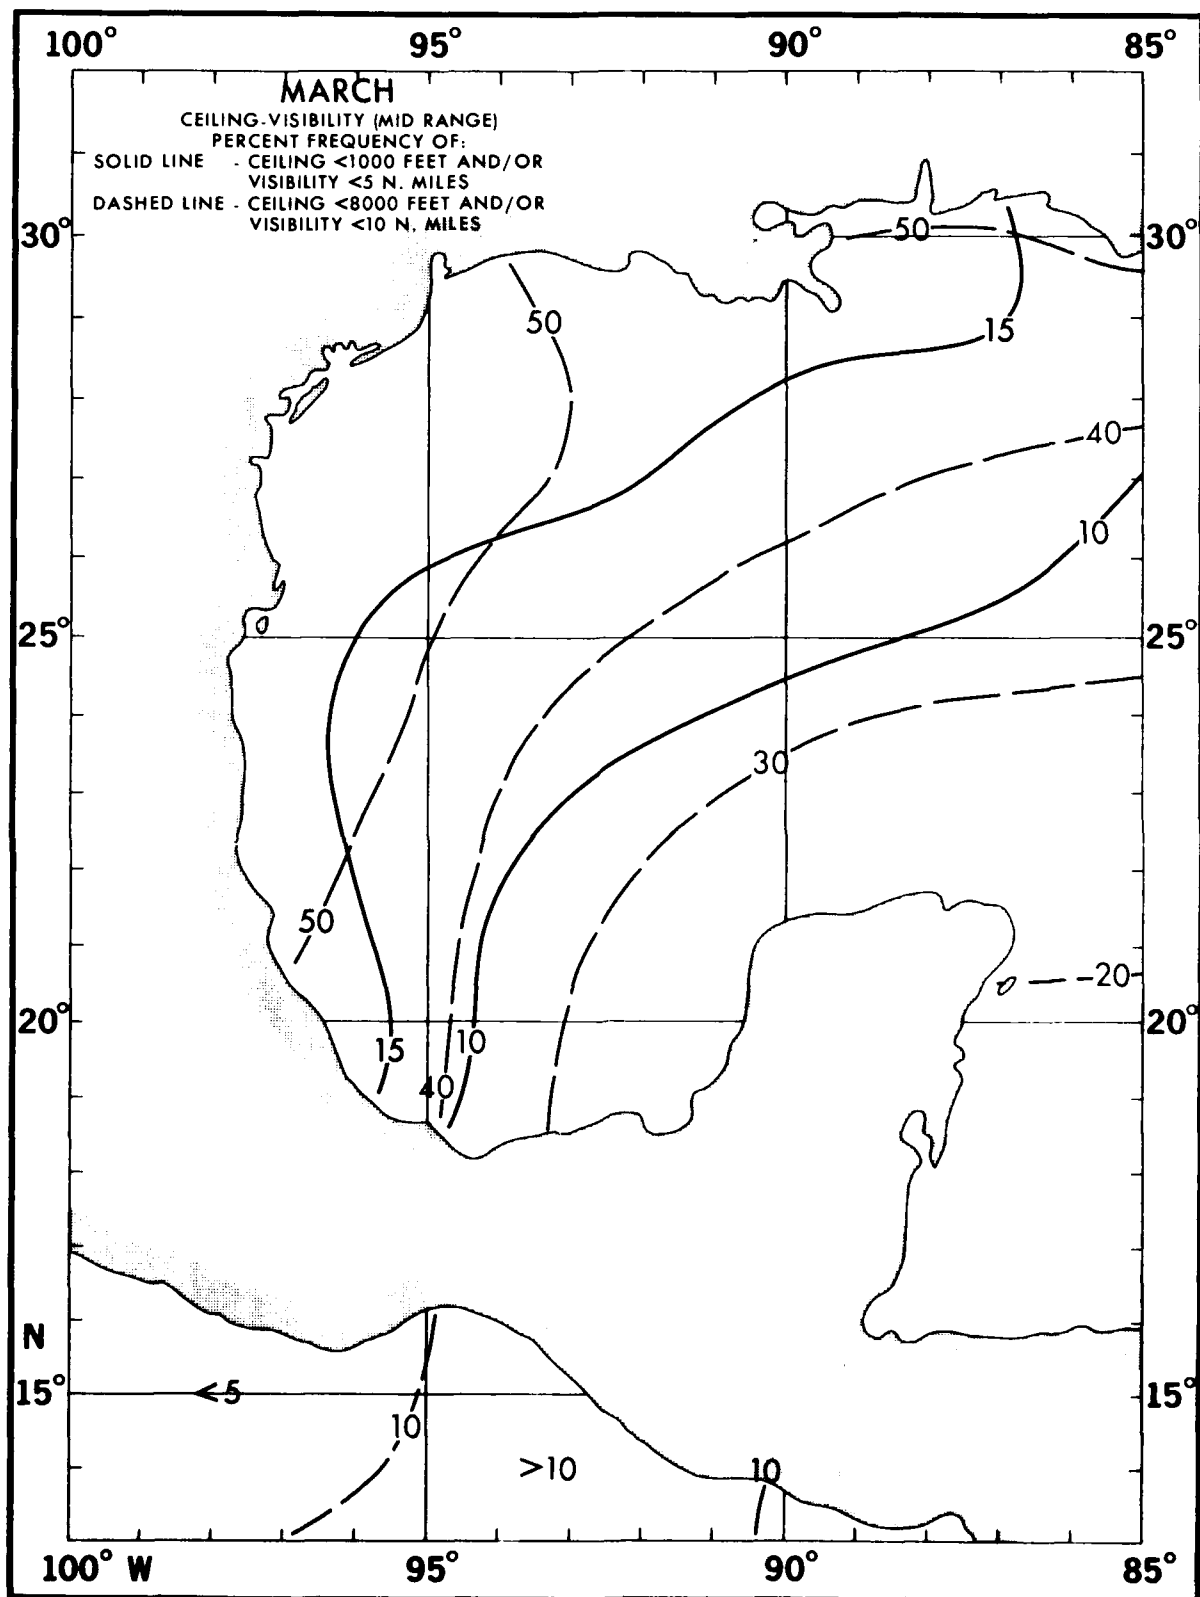 100° 95° 90° 85°
MARCH
CEILING-VISIBILITY (MID RANGE)
PERCENT FREQUENCY OF:
SOLID LINE - CEILING <1000 FEET AND/OR
VISIBILITY <5 N. MILES
DASHED LINE - CEILING <8000 FEET AND/OR
VISIBILITY <10 N. MILES
30° 50 30°
50 15
40
10
25° 25°
30
50
20
20° 20°
15 10
40
N
15° <5 15°
10
>10 10
100° W 95° 90° 85°